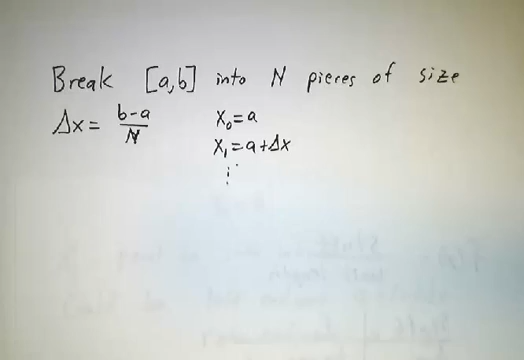 Break [a,b] into N pieces of size
Δx = (b-a)/N x₀ = a
x₁ = a + Δx
⋮